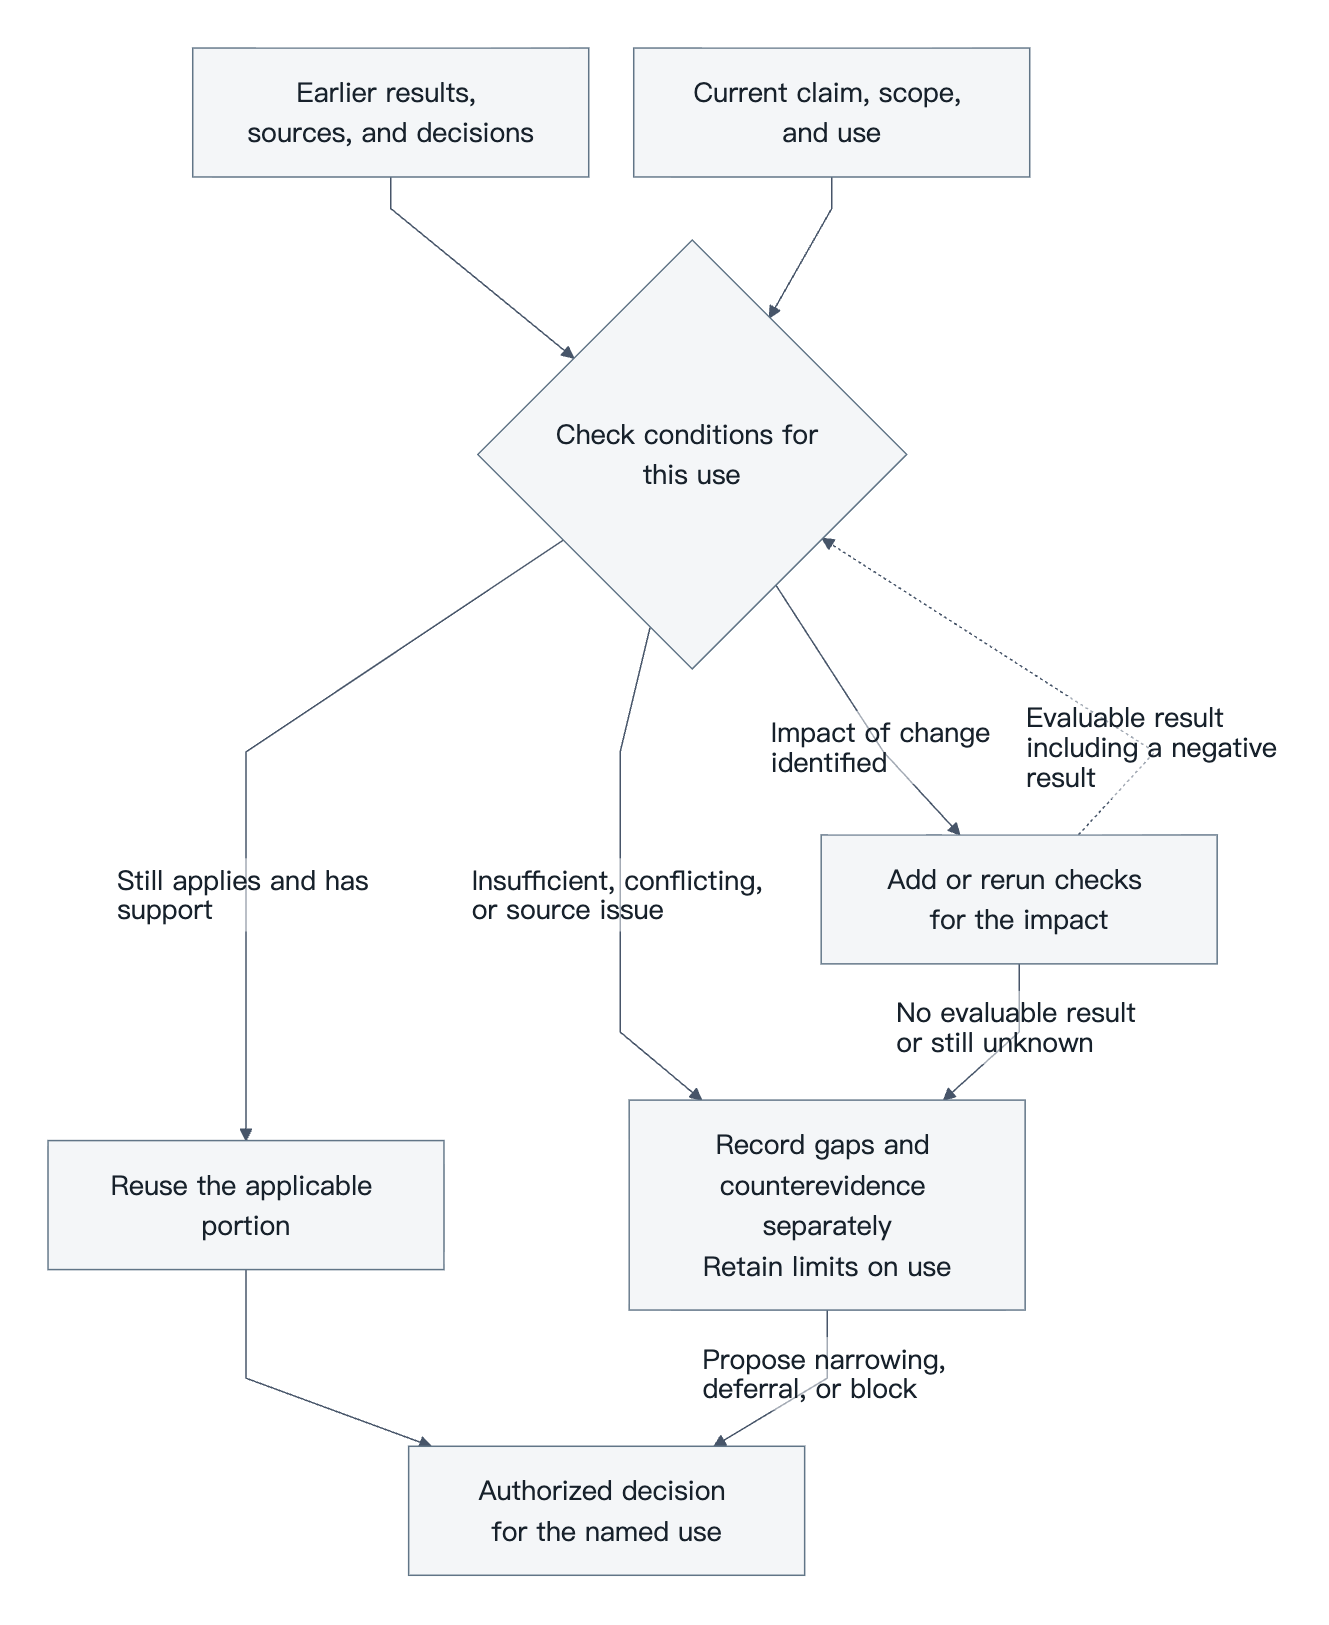 Earlier results,
sources, and decisions
Current claim, scope,
and use
Check conditions for
this use
Impact of change
identified
Evaluable result
including a negative
result
Still applies and has
support
Insufficient, conflicting,
or source issue
Add or rerun checks
for the impact
No evaluable result
or still unknown
Reuse the applicable
portion
Record gaps and
counterevidence
separately
Retain limits on use
Propose narrowing,
deferral, or block
Authorized decision
for the named use